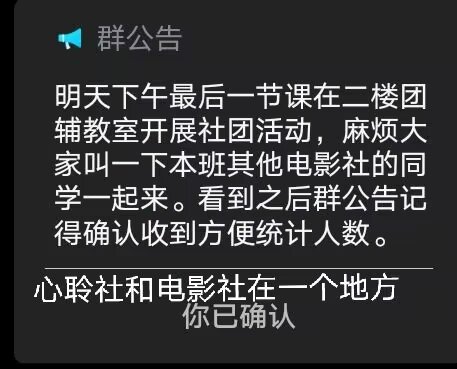 群公告
明天下午最后一节课在二楼团
辅教室开展社团活动，麻烦大
家叫一下本班其他电影社的同
学一起来。看到之后群公告记
得确认收到方便统计人数。
心聆社和电影社在一个地方
你已确认